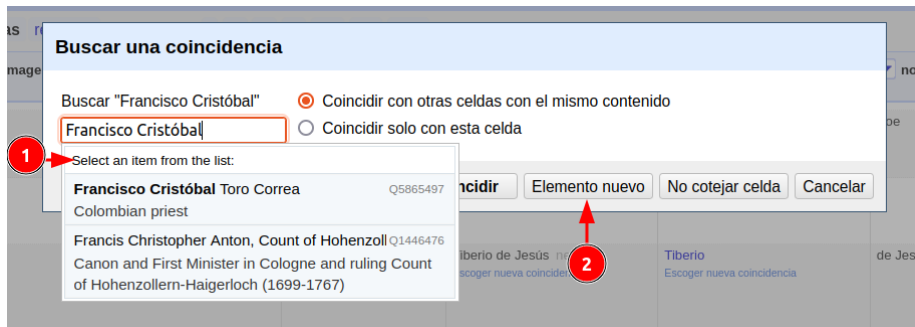 as
image
no
Buscar una coincidencia
Buscar "Francisco Cristóbal"
Coincidir con otras celdas con el mismo contenido
Francisco Cristóbal
Coincidir solo con esta celda
1
Select an item from the list:
Francisco Cristóbal Toro Correa Q5865497
Colombian priest
Francis Christopher Anton, Count of Hohenzoll Q1446476
Canon and First Minister in Cologne and ruling Count
of Hohenzollern-Haigerloch (1699-1767)
ncidir
Elemento nuevo
No cotejar celda
Cancelar
2
iberio de Jesús
Tiberio
de Jes
scoger nueva
Escoger nueva coincidencia